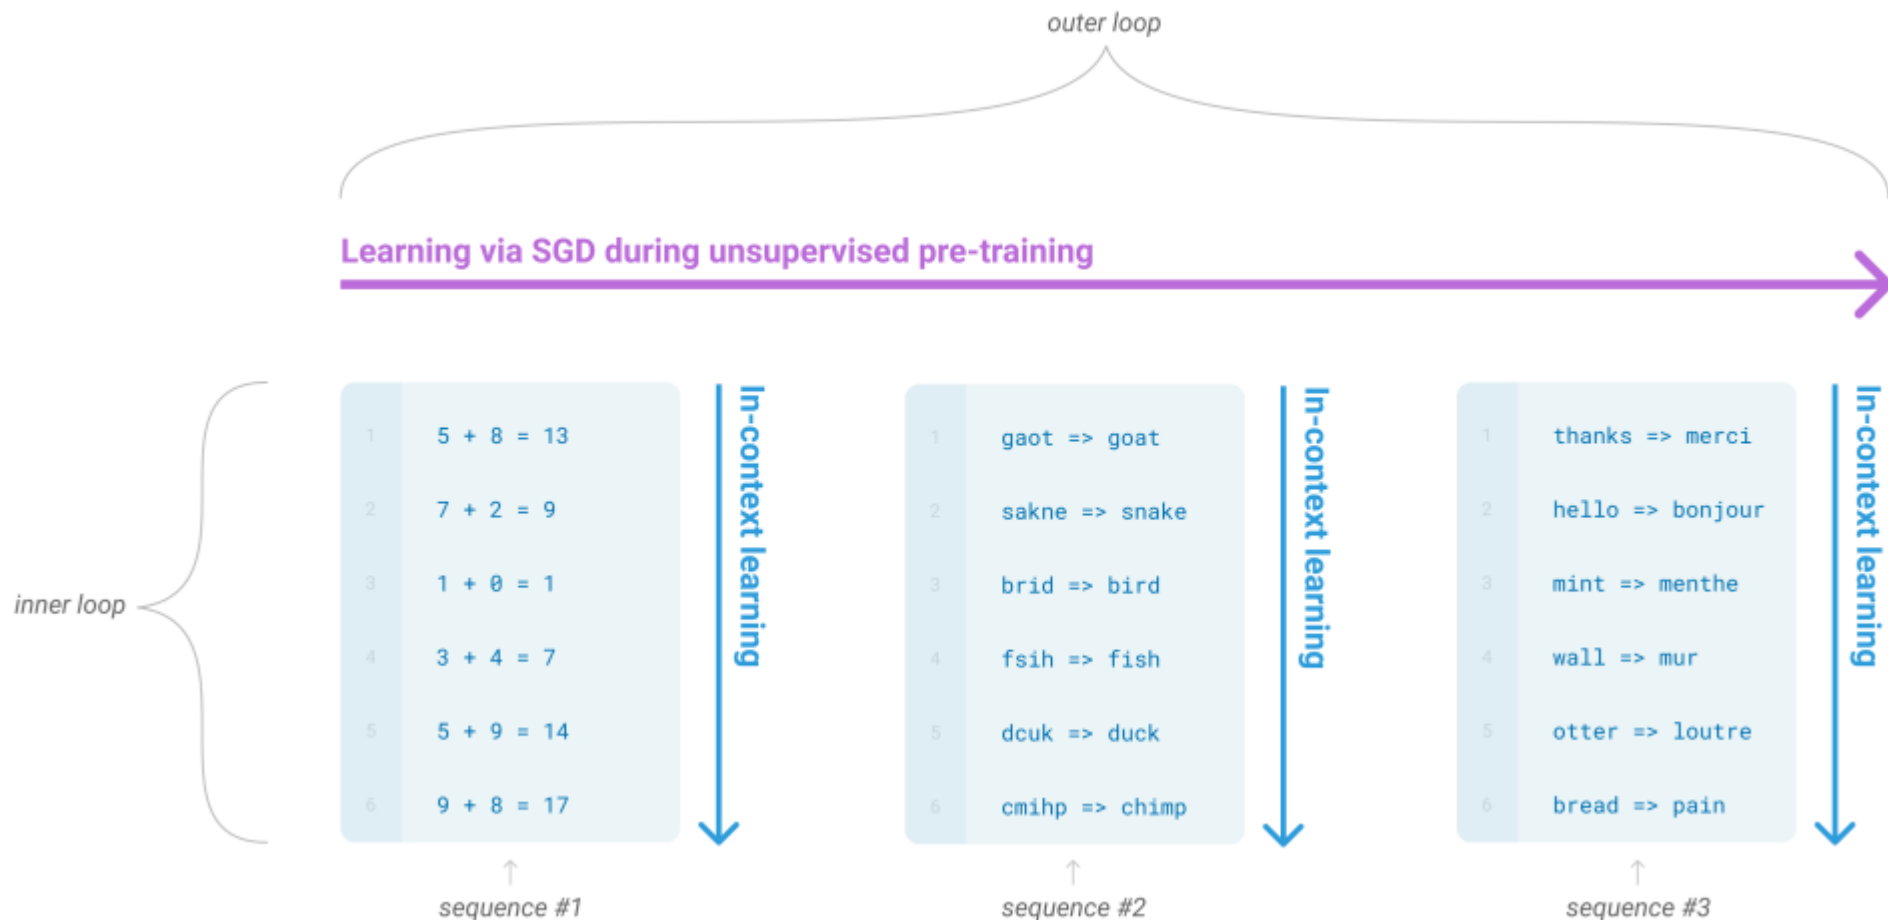 outer loop
Learning via SGD during unsupervised pre-training
inner loop
1 5 + 8 = 13
2 7 + 2 = 9
3 1 + 0 = 1
4 3 + 4 = 7
5 5 + 9 = 14
6 9 + 8 = 17
In-context learning
sequence #1
1 gaot => goat
2 sakne => snake
3 brid => bird
4 fsih => fish
5 dcuk => duck
6 cmihp => chimp
In-context learning
sequence #2
1 thanks => merci
2 hello => bonjour
3 mint => menthe
4 wall => mur
5 otter => loutre
6 bread => pain
In-context learning
sequence #3